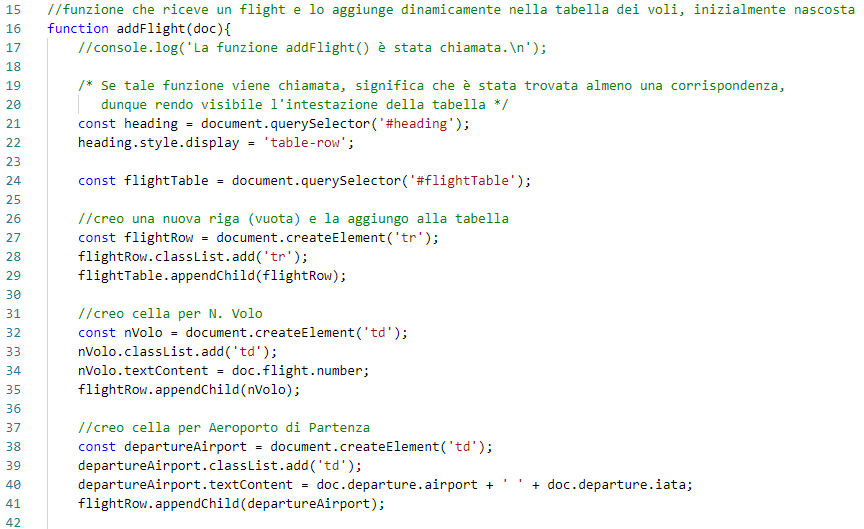 15 //funzione che riceve un flight e lo aggiunge dinamicamente nella tabella dei voli, inizialmente nascosta
16 function addFlight(doc){
17     //console.log('La funzione addFlight() è stata chiamata.\n');
18
19     /* Se tale funzione viene chiamata, significa che è stata trovata almeno una corrispondenza,
20        dunque rendo visibile l'intestazione della tabella */
21     const heading = document.querySelector('#heading');
22     heading.style.display = 'table-row';
23
24     const flightTable = document.querySelector('#flightTable');
25
26     //creo una nuova riga (vuota) e la aggiungo alla tabella
27     const flightRow = document.createElement('tr');
28     flightRow.classList.add('tr');
29     flightTable.appendChild(flightRow);
30
31     //creo cella per N. Volo
32     const nVolo = document.createElement('td');
33     nVolo.classList.add('td');
34     nVolo.textContent = doc.flight.number;
35     flightRow.appendChild(nVolo);
36
37     //creo cella per Aeroporto di Partenza
38     const departureAirport = document.createElement('td');
39     departureAirport.classList.add('td');
40     departureAirport.textContent = doc.departure.airport + ' ' + doc.departure.iata;
41     flightRow.appendChild(departureAirport);
42